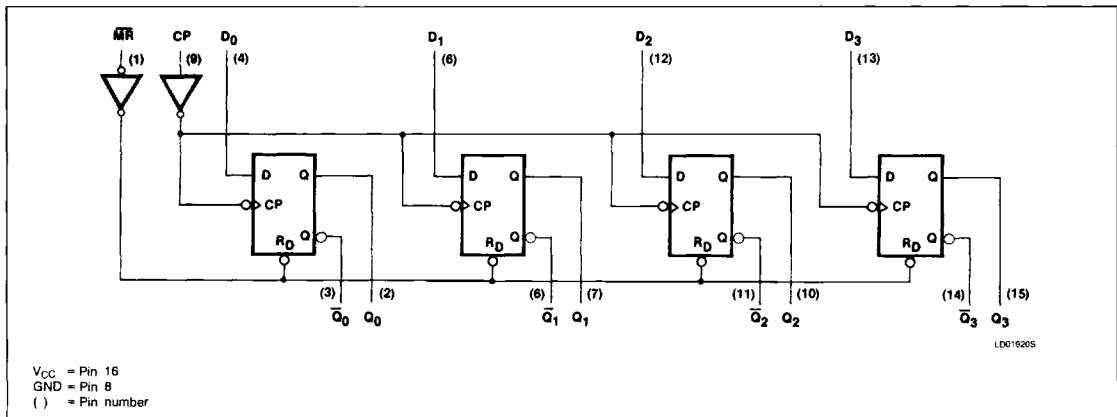 M̅R̅ CP D0 D1 D2 D3
(1) (9) (4) (6) (12) (13)
D Q D Q D Q D Q
CP CP CP CP
Q Q Q Q
RD RD RD RD
(3) (2) (6) (7) (11) (10) (14) (15)
Q̅0 Q0 Q̅1 Q1 Q̅2 Q2 Q̅3 Q3
LD01920S
VCC = Pin 16
GND = Pin 8
( ) = Pin number